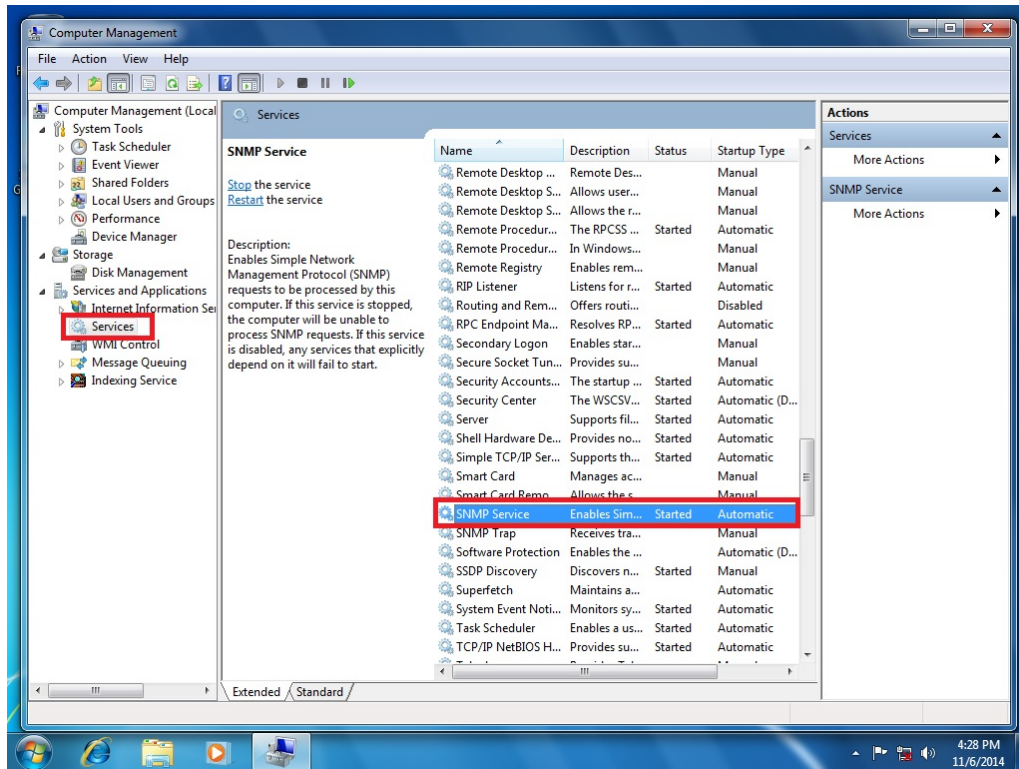 Computer Management
File Action View Help
Computer Management (Local
System Tools
Task Scheduler
Event Viewer
Shared Folders
Local Users and Groups
Performance
Device Manager
Storage
Disk Management
Services and Applications
Internet Information Ser
Services
WMI Control
Message Queuing
Indexing Service
Services
SNMP Service
Stop the service
Restart the service
Description:
Enables Simple Network
Management Protocol (SNMP)
requests to be processed by this
computer. If this service is stopped,
the computer will be unable to
process SNMP requests. If this service
is disabled, any services that explicitly
depend on it will fail to start.
Name Description Status Startup Type
Remote Desktop ... Remote Des... Manual
Remote Desktop S... Allows user... Manual
Remote Desktop S... Allows the r... Manual
Remote Procedur... The RPCSS ... Started Automatic
Remote Procedur... In Windows... Manual
Remote Registry Enables rem... Manual
RIP Listener Listens for r... Started Automatic
Routing and Rem... Offers routi... Disabled
RPC Endpoint Ma... Resolves RP... Started Automatic
Secondary Logon Enables star... Manual
Secure Socket Tun... Provides su... Manual
Security Accounts... The startup ... Started Automatic
Security Center The WSCSV... Started Automatic (D...
Server Supports fil... Started Automatic
Shell Hardware De... Provides no... Started Automatic
Simple TCP/IP Ser... Supports th... Started Automatic
Smart Card Manages ac... Manual
Smart Card Remo Allows the s Manual
SNMP Service Enables Sim... Started Automatic
SNMP Trap Receives tra... Manual
Software Protection Enables the ... Automatic (D...
SSDP Discovery Discovers n... Started Manual
Superfetch Maintains a... Automatic
System Event Noti... Monitors sy... Started Automatic
Task Scheduler Enables a us... Started Automatic
TCP/IP NetBIOS H... Provides su... Started Automatic
Extended Standard
Actions
Services
More Actions
SNMP Service
More Actions
4:28 PM
11/6/2014